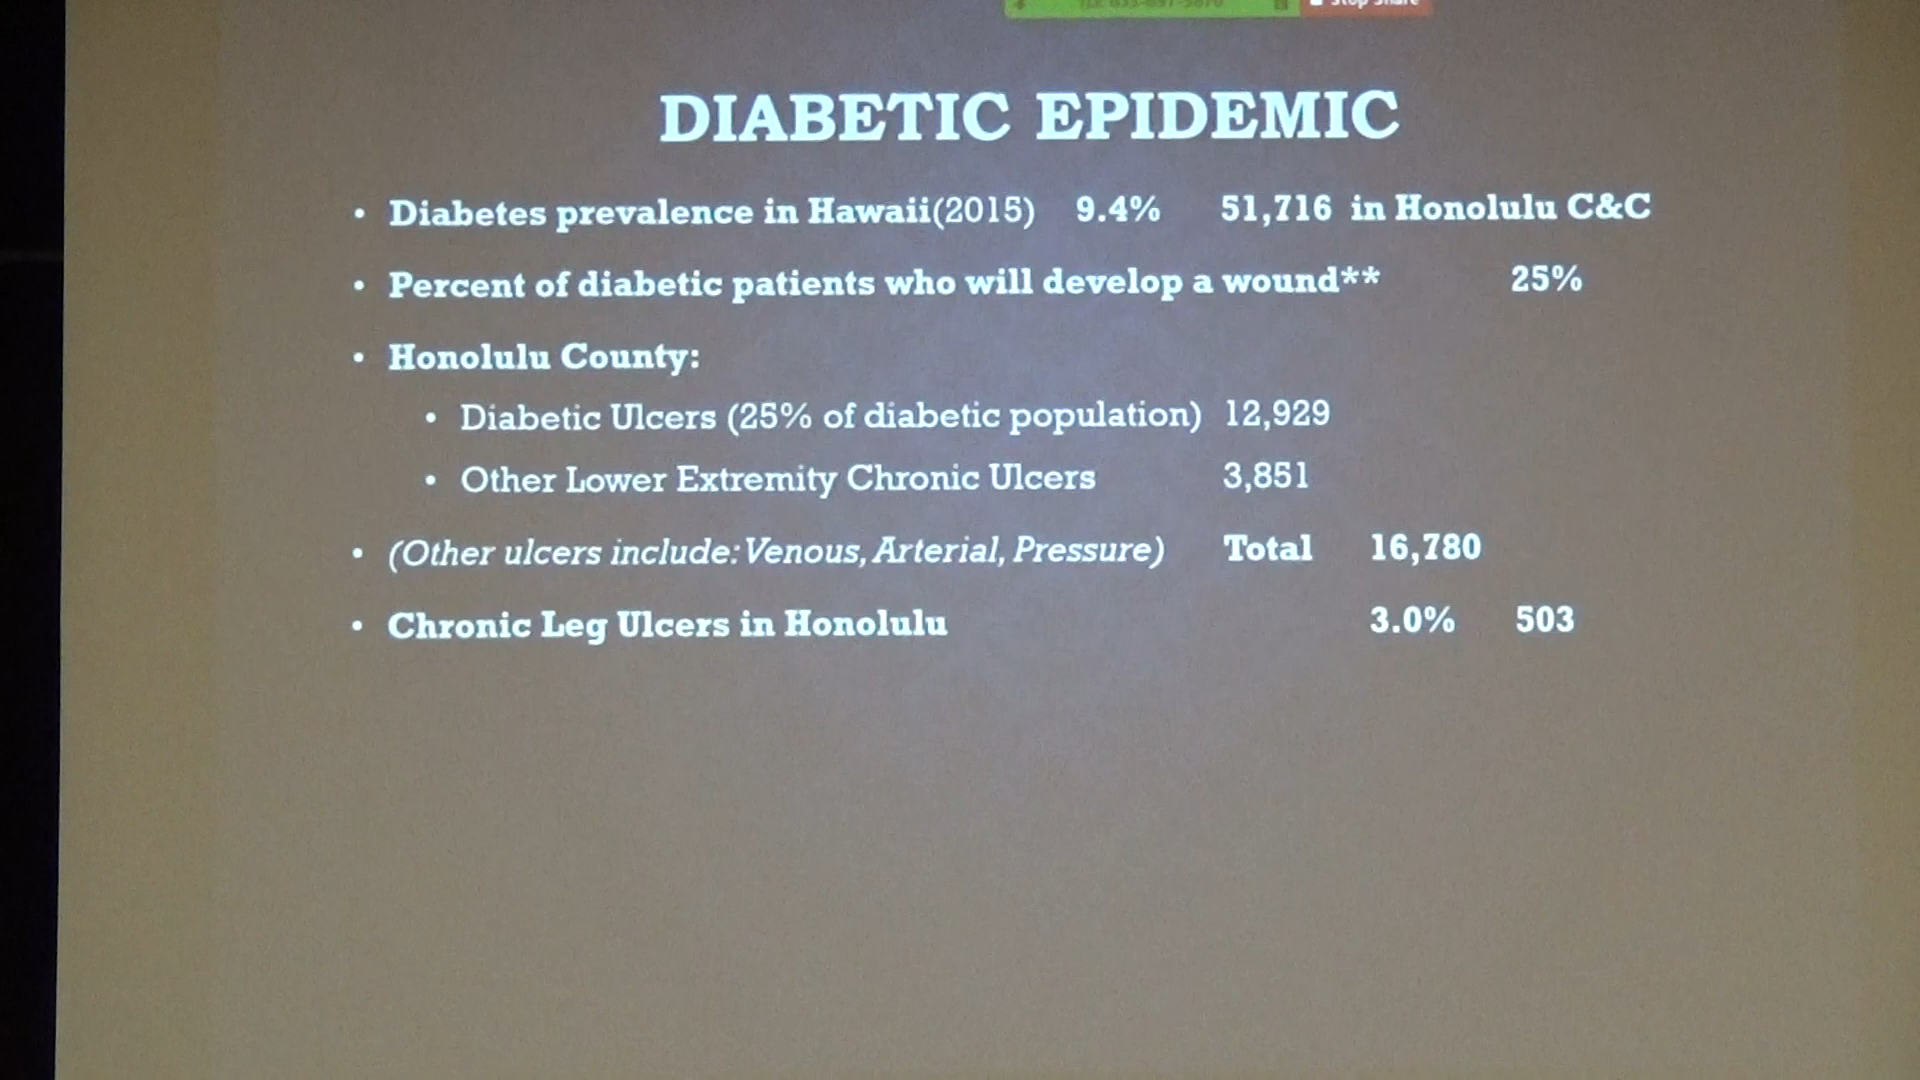 Stop Share
DIABETIC EPIDEMIC
• Diabetes prevalence in Hawaii(2015) 9.4% 51,716 in Honolulu C&C
• Percent of diabetic patients who will develop a wound** 25%
• Honolulu County:
• Diabetic Ulcers (25% of diabetic population) 12,929
• Other Lower Extremity Chronic Ulcers 3,851
• (Other ulcers include: Venous, Arterial, Pressure) Total 16,780
• Chronic Leg Ulcers in Honolulu 3.0% 503